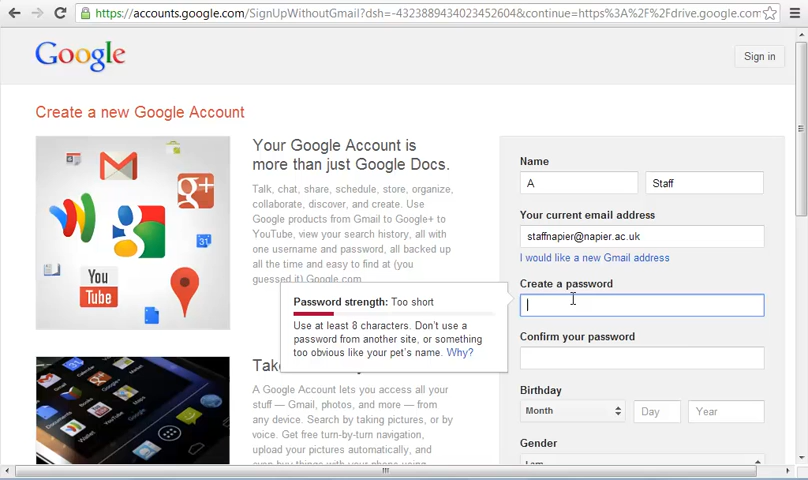 https://accounts.google.com/SignUpWithoutGmail?dsh=-4323889434023452604&continue=https%3A%2F%2Fdrive.google.com
Google
Sign in
Create a new Google Account
Your Google Account is
more than just Google Docs.
Talk, chat, share, schedule, store, organize,
collaborate, discover, and create. Use
Google products from Gmail to Google+ to
YouTube, view your search history, all with
one username and password, all backed up
all the time and easy to find at (you
guessed it) Google.com.
g+
g
31
You
Tube
Name
A
Staff
Your current email address
staffnapier@napier.ac.uk
I would like a new Gmail address
Create a password
Password strength: Too short
Use at least 8 characters. Don't use a
password from another site, or something
too obvious like your pet's name. Why?
Confirm your password
Birthday
Month
Day
Year
Gender
A Google Account lets you access all your
stuff — Gmail, photos, and more — from
any device. Search by taking pictures, or by
voice. Get free turn-by-turn navigation,
upload your pictures automatically, and